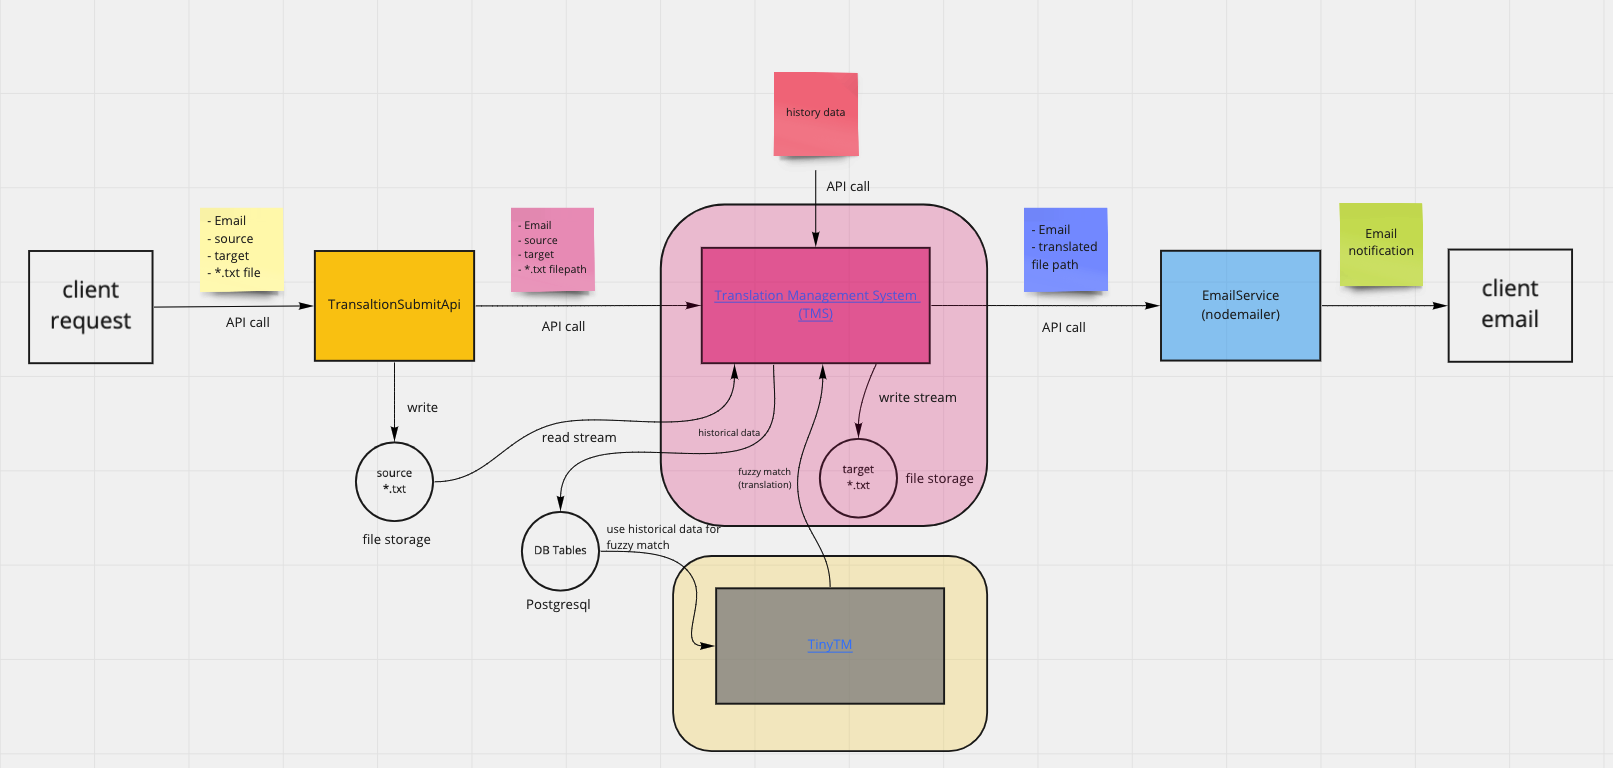 history data
API call
- Email
- source
- target
- *.txt file
- Email
- source
- target
- *.txt filepath
- Email
- translated
file path
Email
notification
client
request
API call
TransaltionSubmitApi
API call
Translation Management System
(TMS)
API call
EmailService
(nodemailer)
client
email
write
read stream
historical data
write stream
source
*.txt
file storage
fuzzy match
(translation)
target
*.txt
file storage
DB Tables
Postgresql
use historical data for
fuzzy match
TinyTM